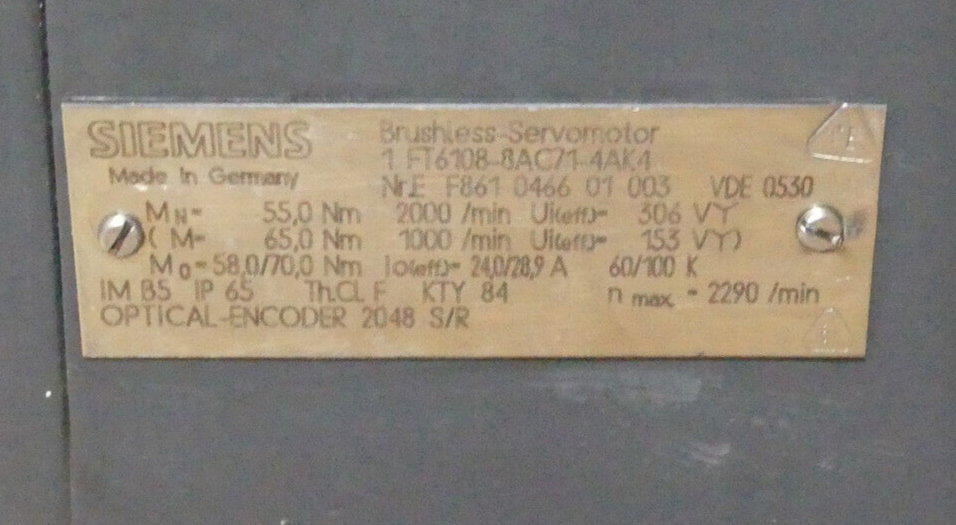 SIEMENS
Made In Germany
Brushless-Servomotor
1 FT6108-8AC71-4AK4
Nr.E F861 0466 01 003 VDE 0530
MN= 55,0 Nm 2000 /min Ui(eff)= 306 VY
( M= 65,0 Nm 1000 /min Ui(eff)= 153 VY)
Mo=58,0/70,0 Nm Io(eff)= 24,0/28,9 A 60/100 K
IM B5 IP 65 Th.CL F KTY 84 n max. = 2290 /min
OPTICAL-ENCODER 2048 S/R